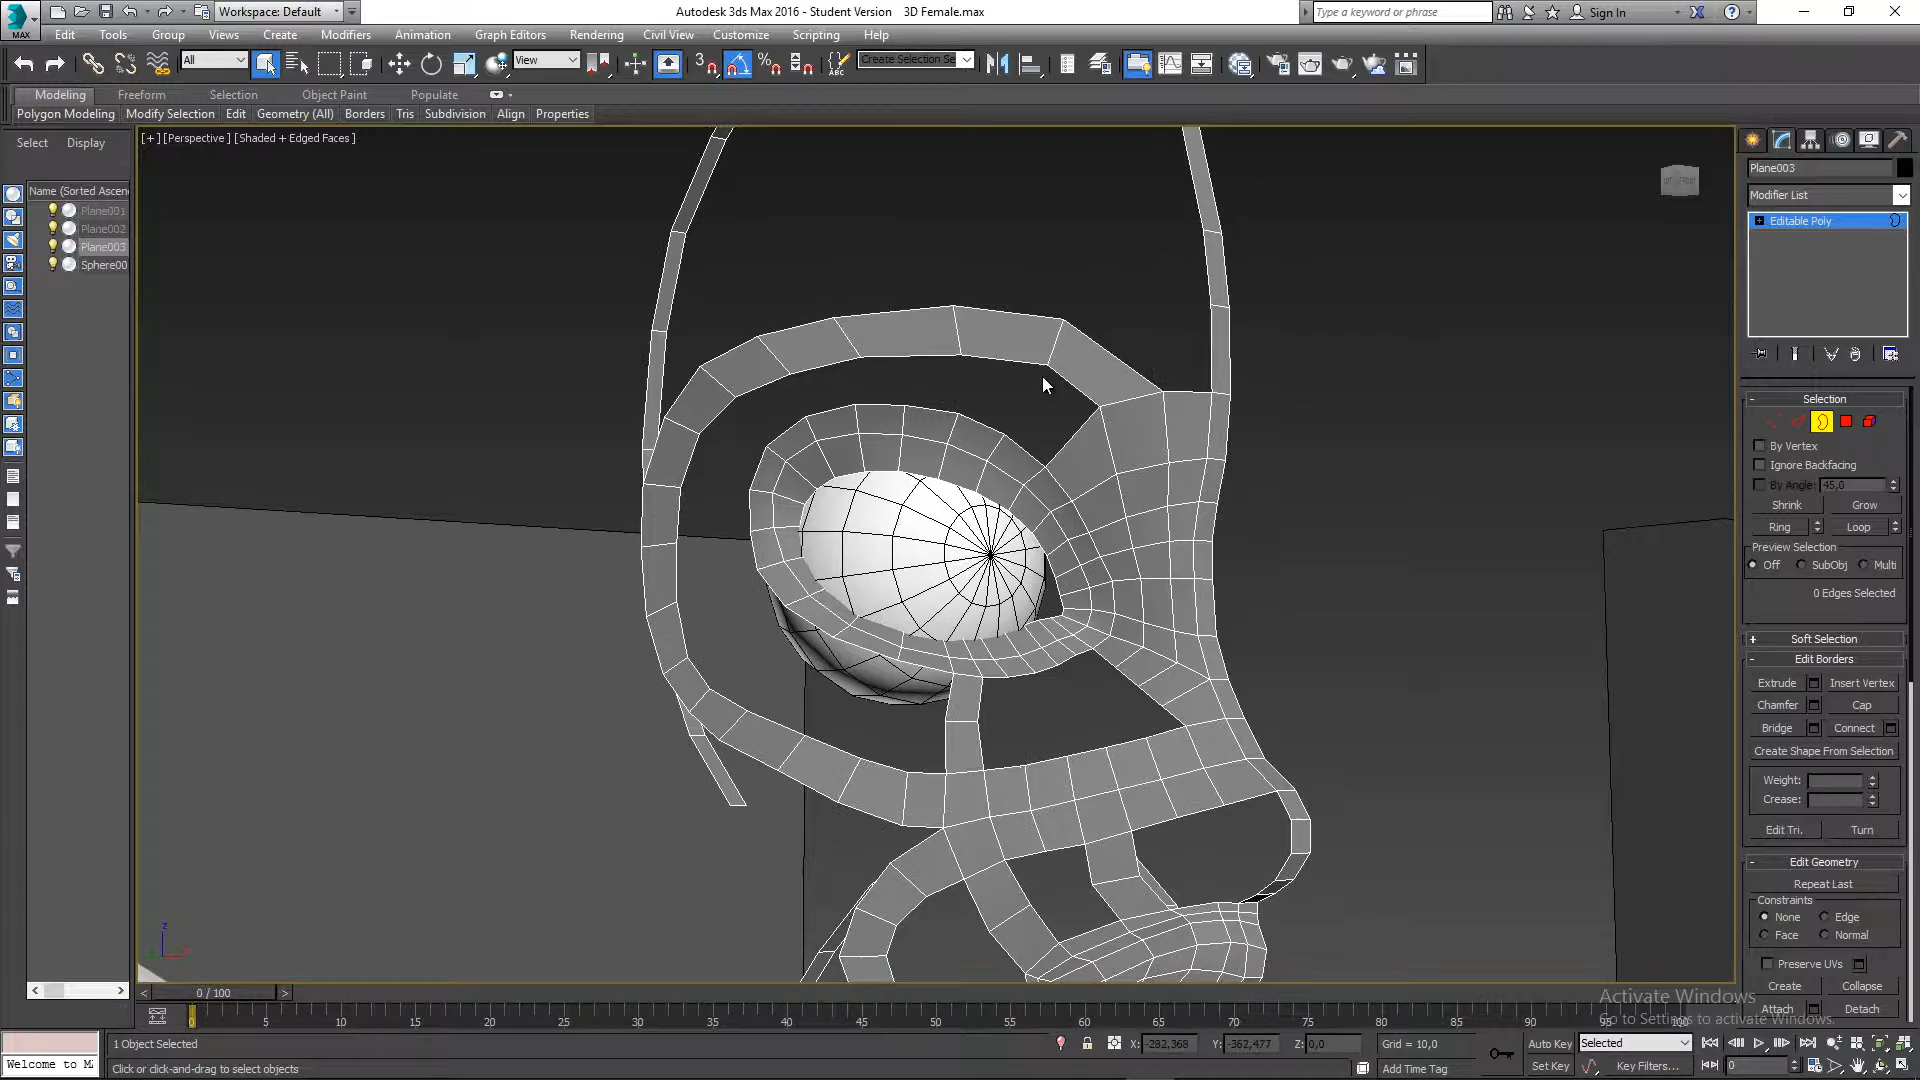 Workspace: Default
Autodesk 3ds Max 2016 - Student Version 3D Female.max
Type a keyword or phrase
Sign In
MAX
Edit Tools Group Views Create Modifiers Animation Graph Editors Rendering Civil View Customize Scripting Help
All
View
3
ABC
Create Selection Se
Modeling Freeform Selection Object Paint Populate
Polygon Modeling Modify Selection Edit Geometry (All) Borders Tris Subdivision Align Properties
Select Display
[+] [Perspective] [Shaded + Edged Faces]
Name (Sorted Ascen
Plane001
Plane002
Plane003
Sphere00
FRONT
Plane003
Modifier List
Editable Poly
Selection
By Vertex
Ignore Backfacing
By Angle: 45,0
Shrink Grow
Ring Loop
Preview Selection
Off SubObj Multi
0 Edges Selected
Soft Selection
Edit Borders
Extrude Insert Vertex
Chamfer Cap
Bridge Connect
Create Shape From Selection
Weight:
Crease:
Edit Tri. Turn
Edit Geometry
Repeat Last
Constraints
None Edge
Face Normal
Preserve UVs
Create Collapse
Attach Detach
Activate Windows
Go to Settings to activate Windows.
z
0 / 100
0 5 10 15 20 25 30 35 40 45 50 55 60 65 70 75 80 85 90 95 100
1 Object Selected
X: -282,368 Y: -362,477 Z: 0,0 Grid = 10,0
Auto Key Selected
Welcome to M
Click or click-and-drag to select objects
Add Time Tag
Set Key Key Filters... 0